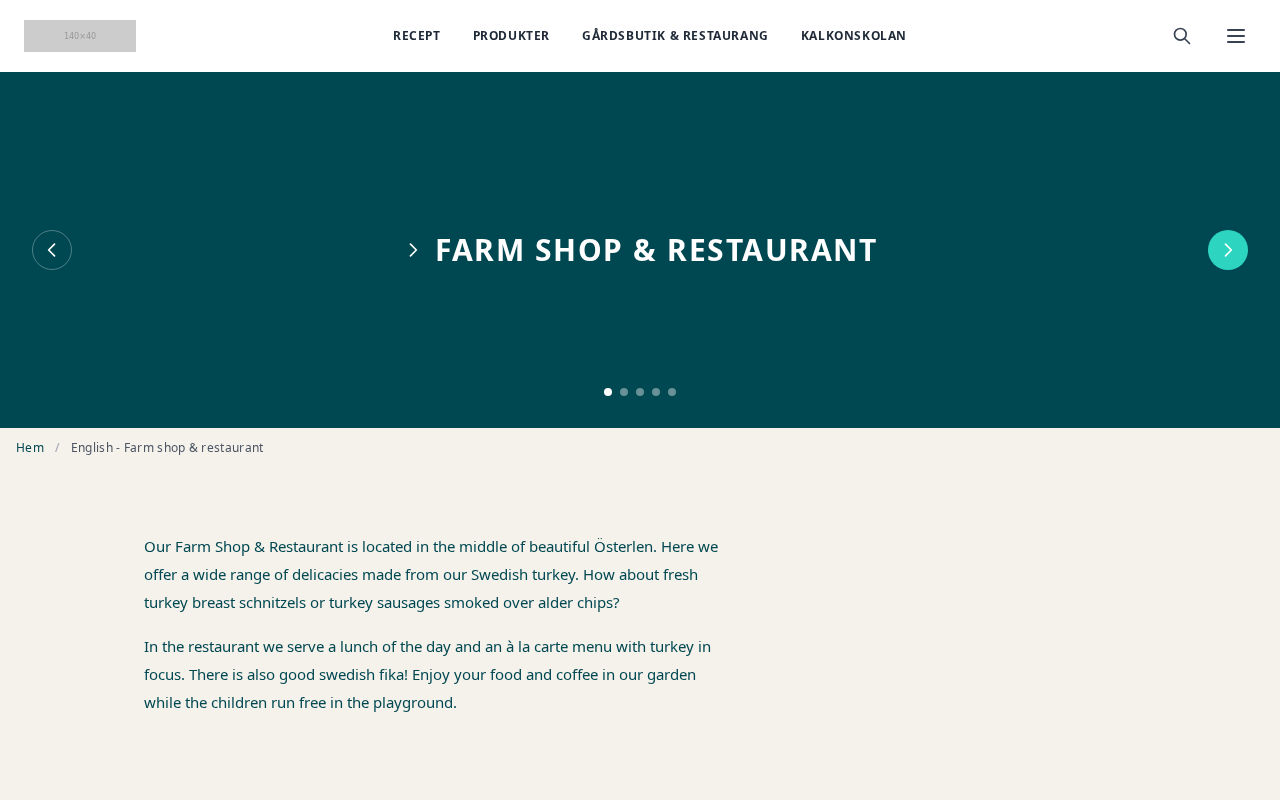 140×40
RECEPT
PRODUKTER
GÅRDSBUTIK & RESTAURANG
KALKONSKOLAN
FARM SHOP & RESTAURANT
Hem / English - Farm shop & restaurant
Our Farm Shop & Restaurant is located in the middle of beautiful Österlen. Here we
offer a wide range of delicacies made from our Swedish turkey. How about fresh
turkey breast schnitzels or turkey sausages smoked over alder chips?
In the restaurant we serve a lunch of the day and an à la carte menu with turkey in
focus. There is also good swedish fika! Enjoy your food and coffee in our garden
while the children run free in the playground.